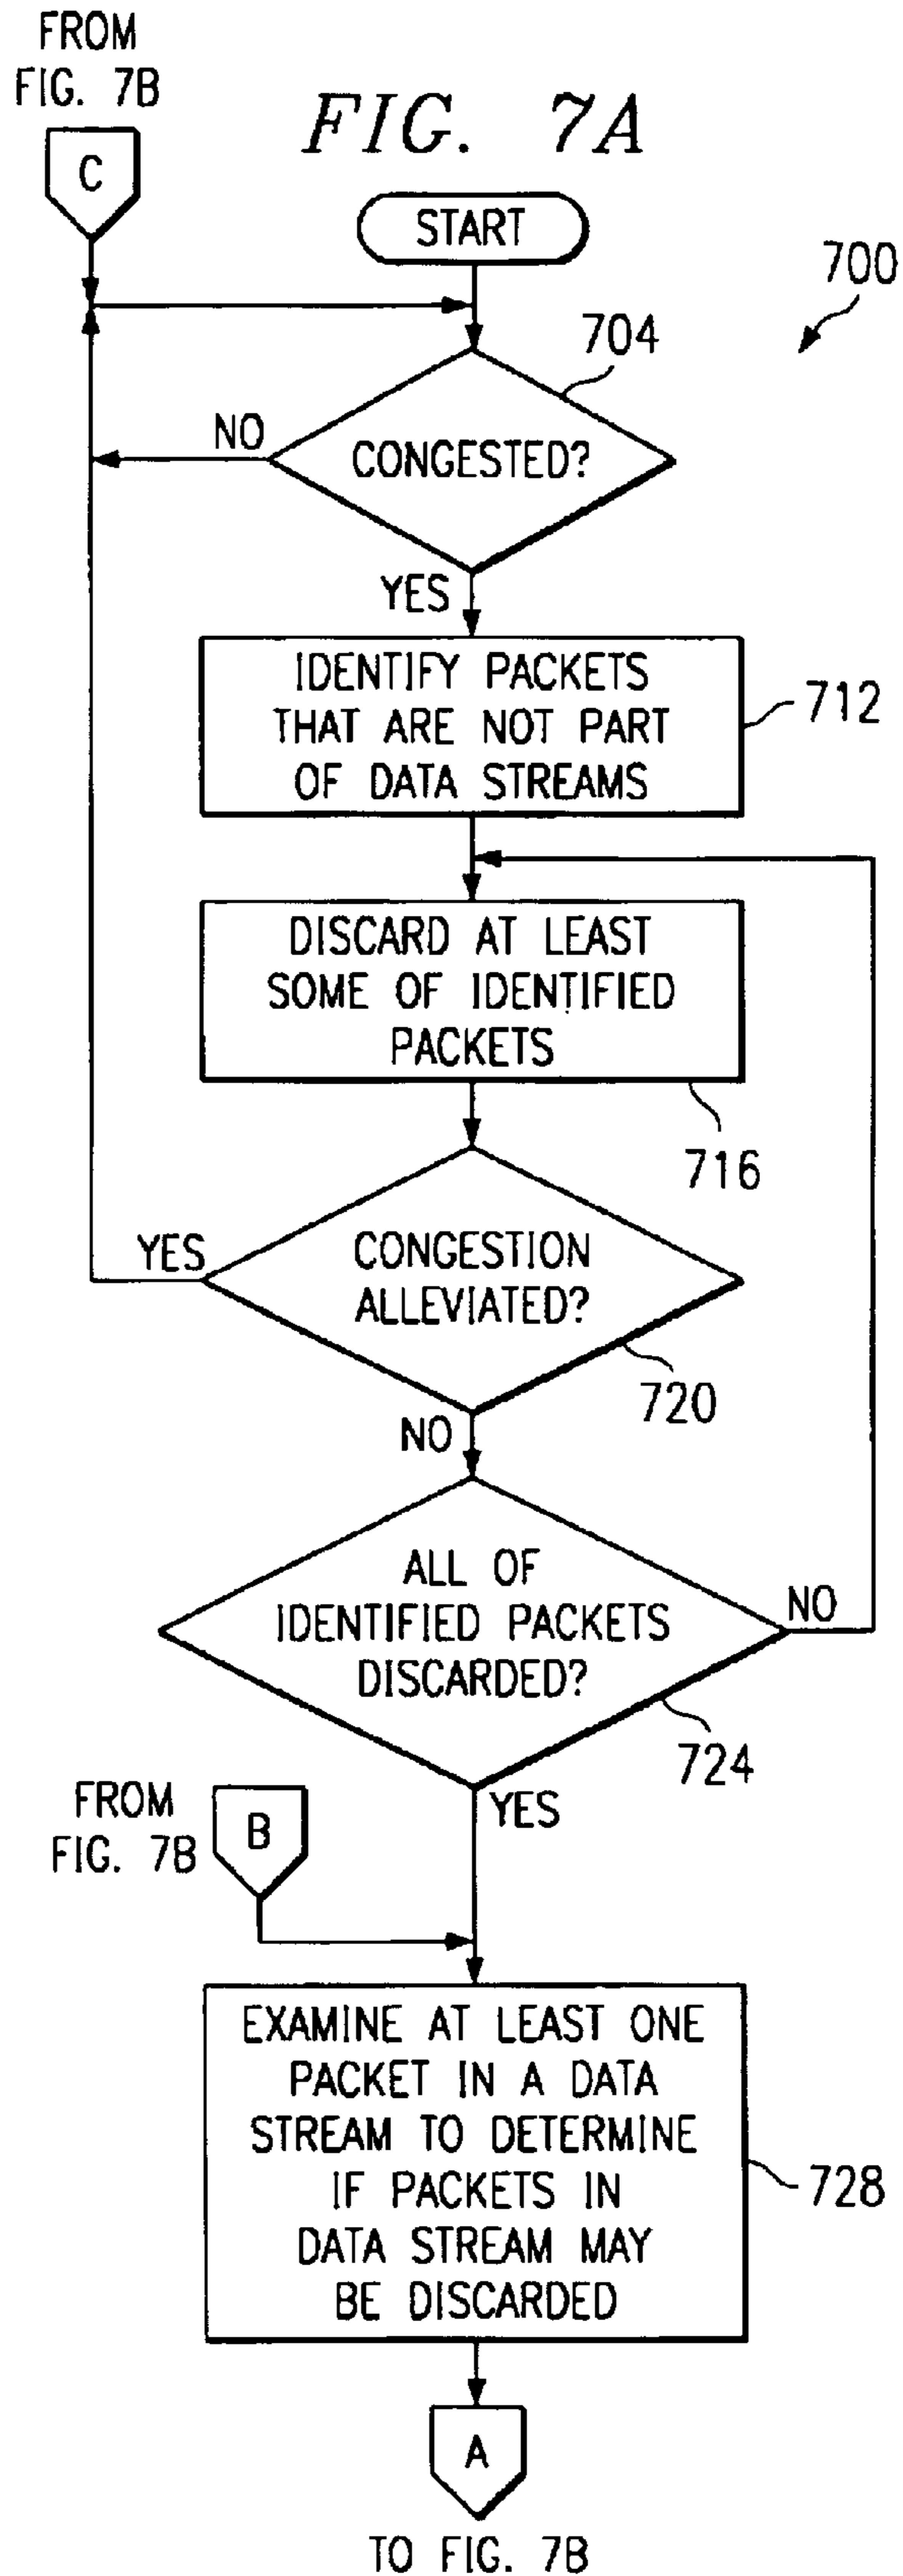 FROM
FIG. 7B
C
FIG. 7A
START
700
704
CONGESTED?
NO
YES
IDENTIFY PACKETS
THAT ARE NOT PART
OF DATA STREAMS
712
DISCARD AT LEAST
SOME OF IDENTIFIED
PACKETS
716
CONGESTION
ALLEVIATED?
YES
720
NO
ALL OF
IDENTIFIED PACKETS
DISCARDED?
NO
724
YES
FROM
FIG. 7B
B
EXAMINE AT LEAST ONE
PACKET IN A DATA
STREAM TO DETERMINE
IF PACKETS IN
DATA STREAM MAY
BE DISCARDED
728
A
TO FIG. 7B